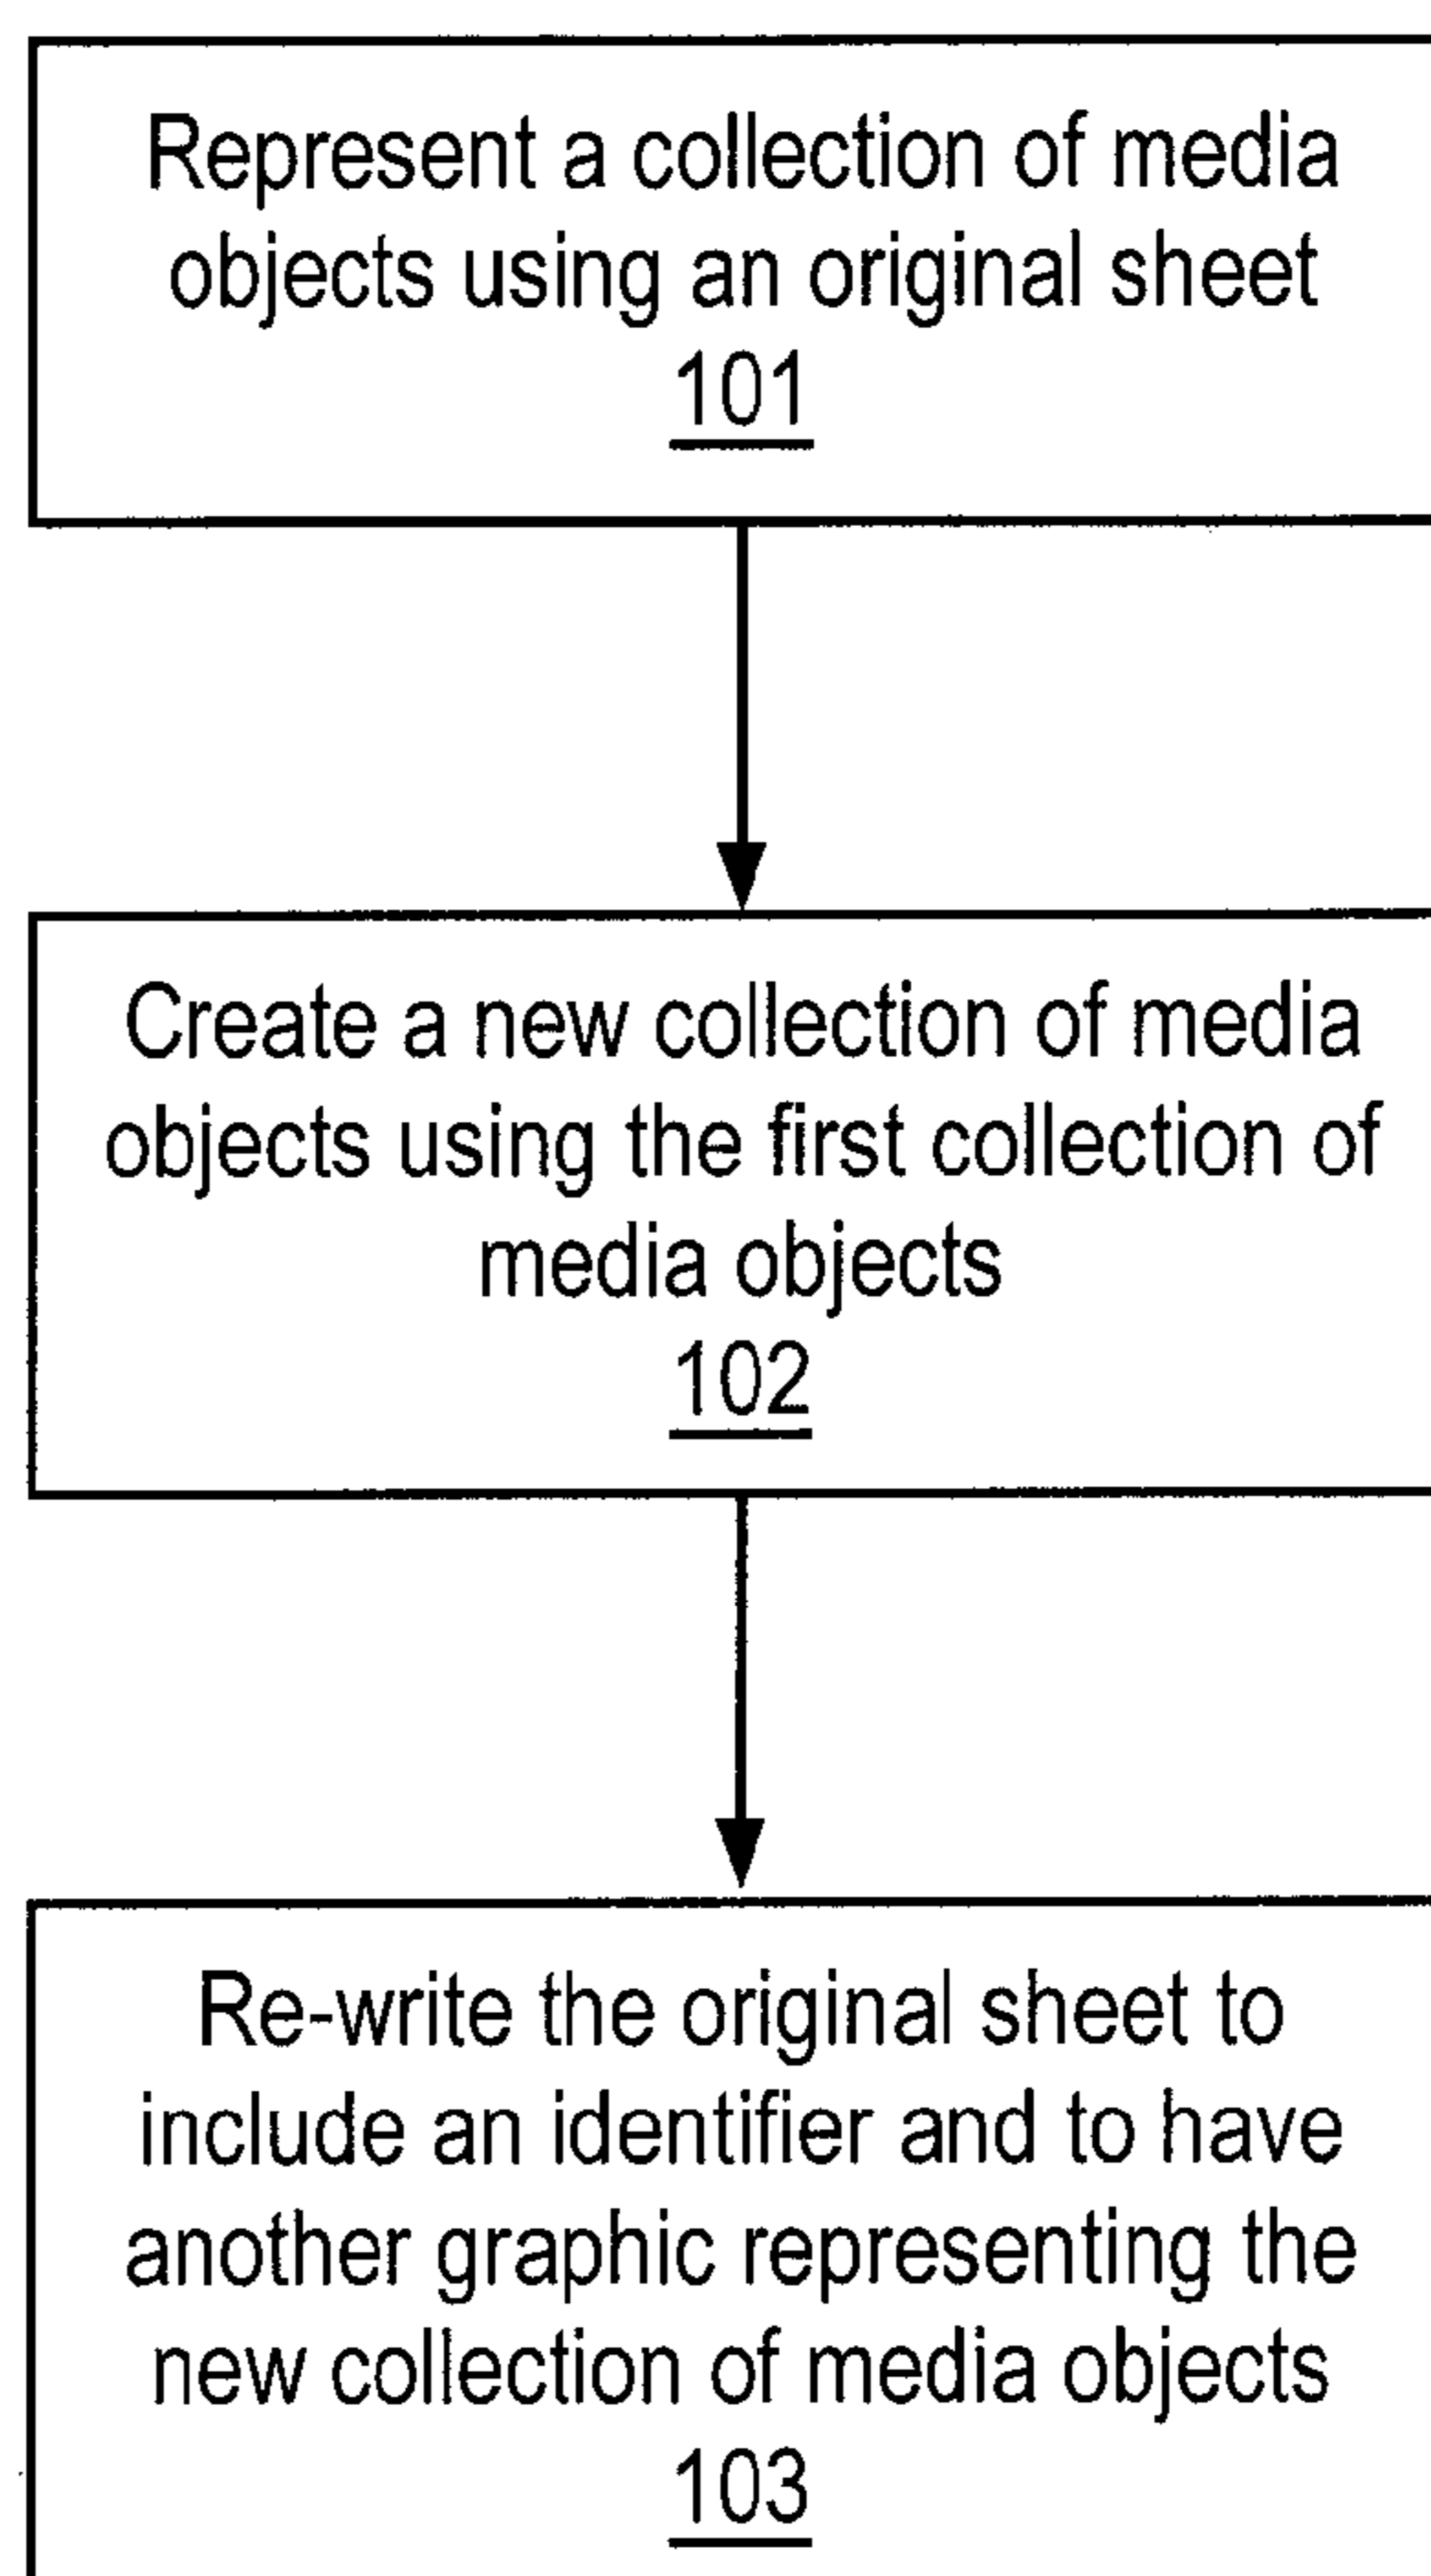 Represent a collection of media
objects using an original sheet
101
Create a new collection of media
objects using the first collection of
media objects
102
Re-write the original sheet to
include an identifier and to have
another graphic representing the
new collection of media objects
103